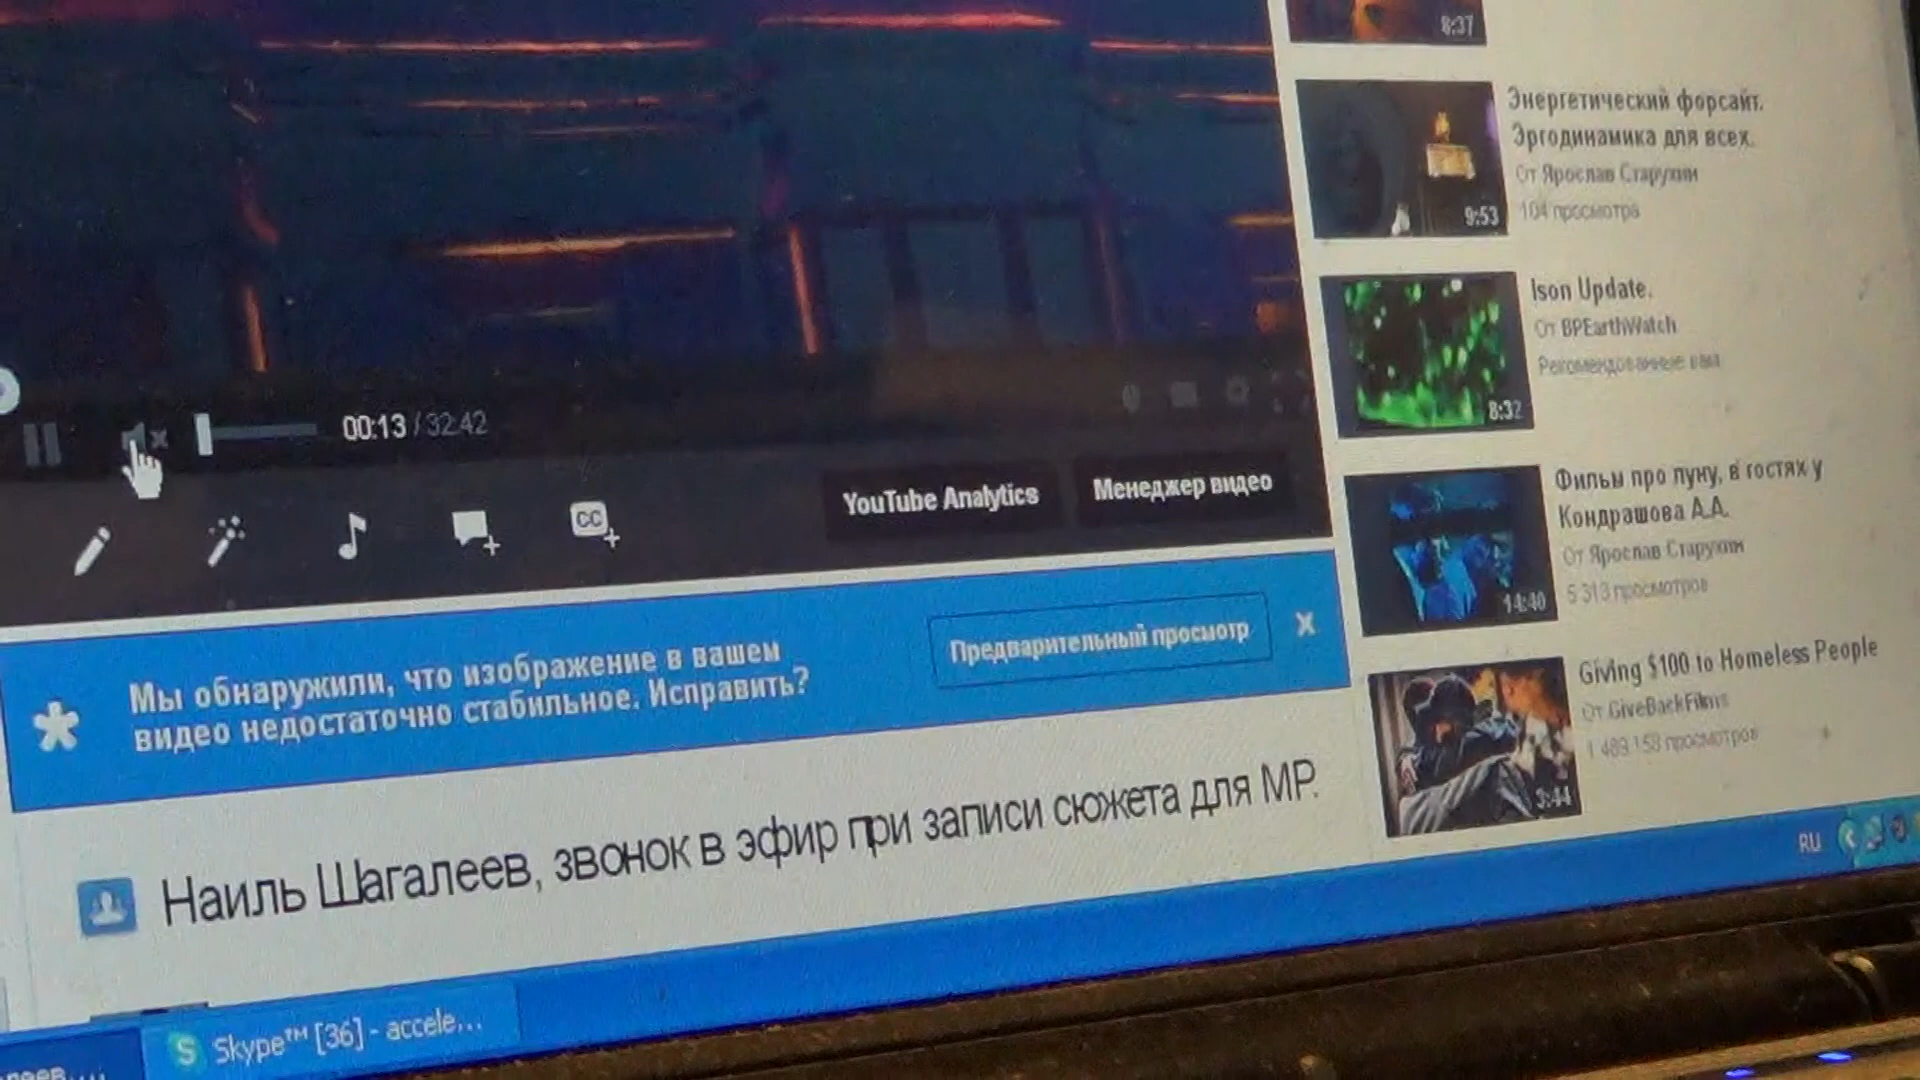 00:13 / 32:42
YouTube Analytics
Менеджер видео
Мы обнаружили, что изображение в вашем
видео недостаточно стабильное. Исправить?
Предварительный просмотр
X
Наиль Шагалеев, звонок в эфир при записи сюжета для МР.
8:37
Энергетический форсайт.
Эргодинамика для всех.
От Ярослав Старухин
104 просмотра
9:53
Ison Update.
От BPEarthWatch
Рекомендованные вам
8:32
Фильм про луну, в гостях у
Кондрашова А.А.
От Ярослав Старухин
5 313 просмотров
14:40
Giving $100 to Homeless People
От GiveBackFilms
1 489 158 просмотров
3:44
CC
RU
S Skype™ [36] - accele...